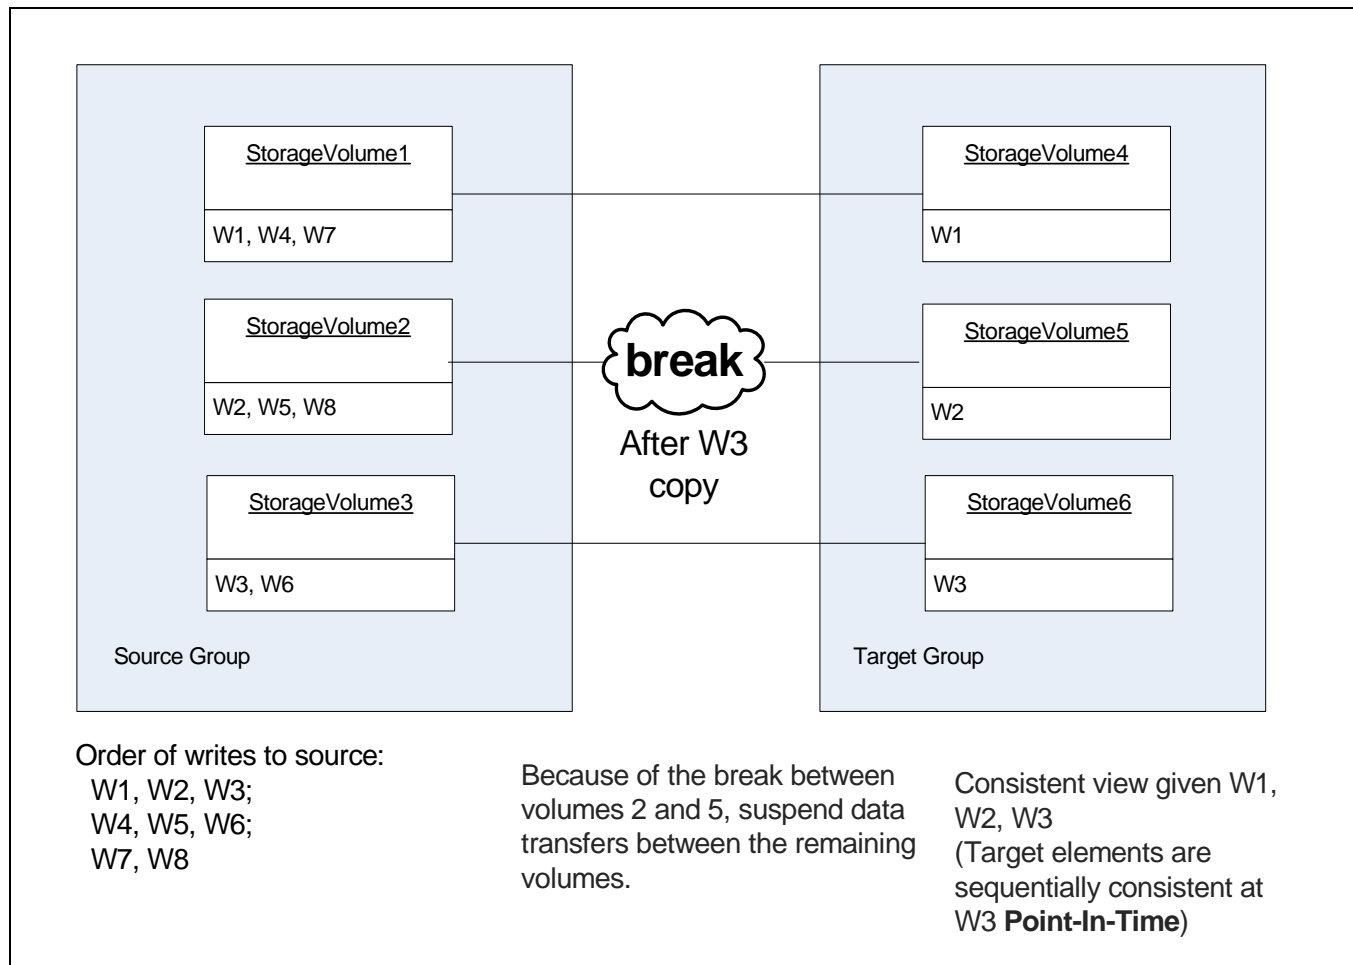 StorageVolume1
W1, W4, W7
StorageVolume2
W2, W5, W8
StorageVolume3
W3, W6
Source Group
break
After W3
copy
StorageVolume4
W1
StorageVolume5
W2
StorageVolume6
W3
Target Group
Order of writes to source:
W1, W2, W3;
W4, W5, W6;
W7, W8
Because of the break between
volumes 2 and 5, suspend data
transfers between the remaining
volumes.
Consistent view given W1,
W2, W3
(Target elements are
sequentially consistent at
W3 Point-In-Time)